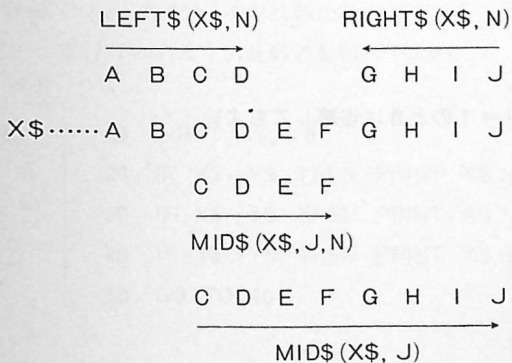 LEFT$ (X$, N) RIGHT$ (X$, N)
A B C D G H I J
X$……A B C D E F G H I J
C D E F
MID$ (X$, J, N)
C D E F G H I J
MID$ (X$, J)